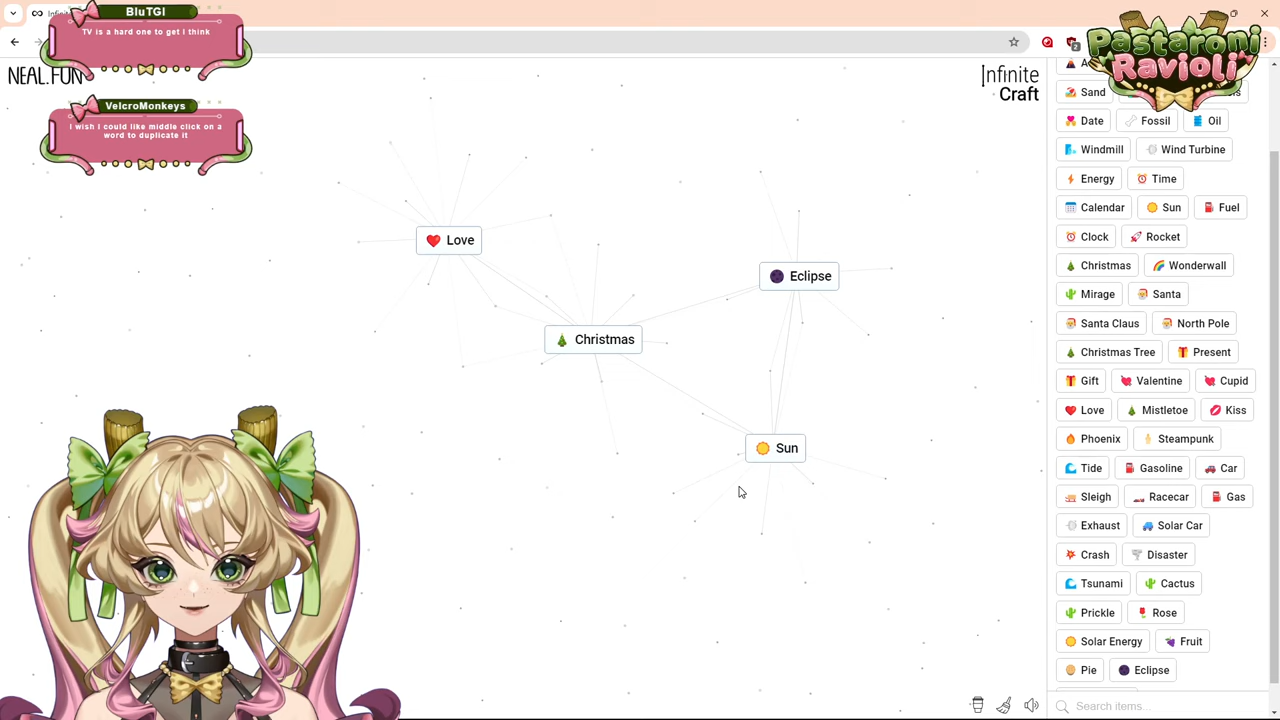 BluTGI
TV is a hard one to get I think
NEAL.FUN
VelcroMonkeys
I wish I could like middle click on a
word to duplicate it
Pastaroni
Ravioli
Infinite
Craft
Love
Eclipse
Christmas
Sun
Sand
Date
Fossil
Oil
Windmill
Wind Turbine
Energy
Time
Calendar
Sun
Fuel
Clock
Rocket
Christmas
Wonderwall
Mirage
Santa
Santa Claus
North Pole
Christmas Tree
Present
Gift
Valentine
Cupid
Love
Mistletoe
Kiss
Phoenix
Steampunk
Tide
Gasoline
Car
Sleigh
Racecar
Gas
Exhaust
Solar Car
Crash
Disaster
Tsunami
Cactus
Prickle
Rose
Solar Energy
Fruit
Pie
Eclipse
Search items...